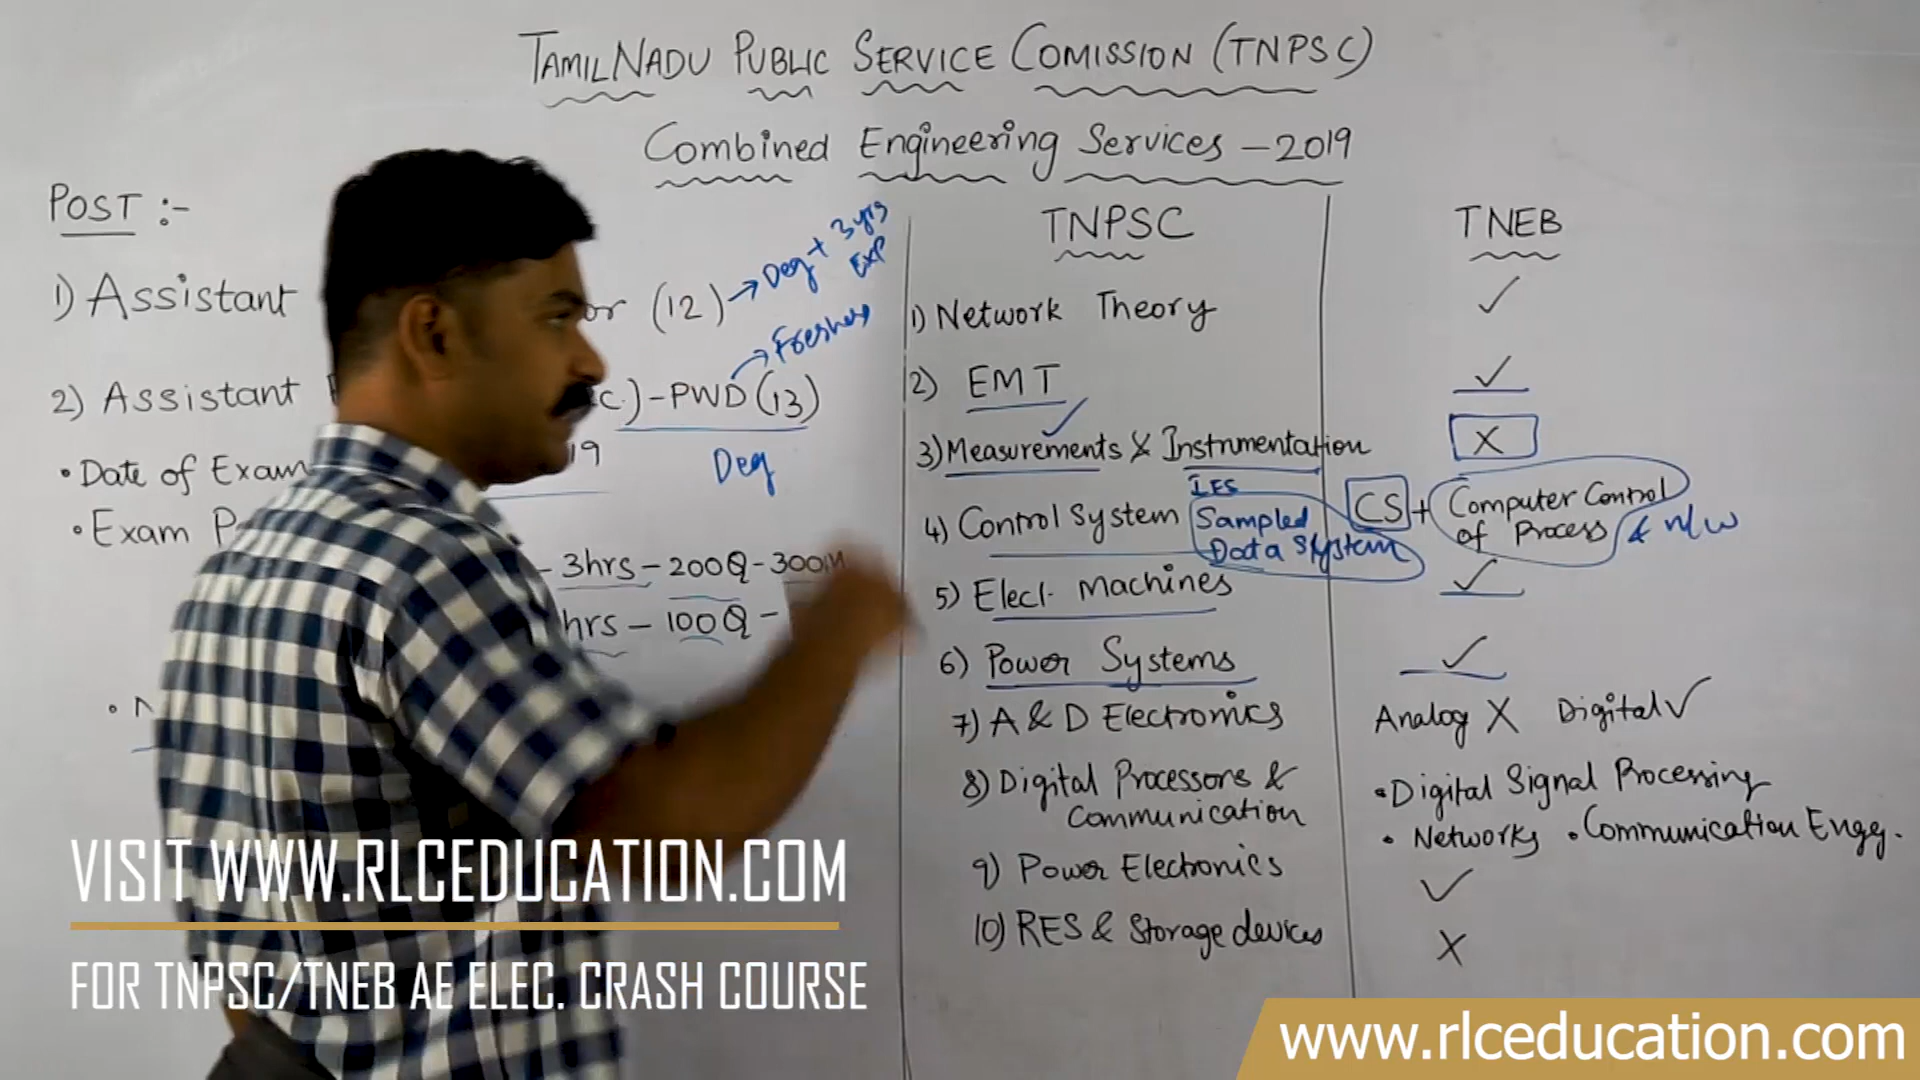 TAMILNADU PUBLIC SERVICE COMISSION (TNPSC)
Combined Engineering Services - 2019
POST :-
1) Assistant or (12) → Deg + 3 yrs EXP
2) Assistant c.) - PWD (13) → Freshers
Deg
• Date of Exam 19
• Exam
- 3hrs - 200Q - 300M
hrs - 100Q -
TNPSC
1) Network Theory
2) EMT
3) Measurements & Instrumentation
4) Control System IES Sampled Data System
5) Elect. Machines
6) Power Systems
7) A & D Electronics
8) Digital Processors & Communication
9) Power Electronics
10) RES & Storage devices
TNEB
✓
✓
X
CS + Computer Control of Process & n/w
✓
✓
Analog X Digital ✓
• Digital Signal Processing
• Networks • Communication Engg.
✓
X
VISIT WWW.RLCEDUCATION.COM
FOR TNPSC/TNEB AE ELEC. CRASH COURSE
www.rlceducation.com